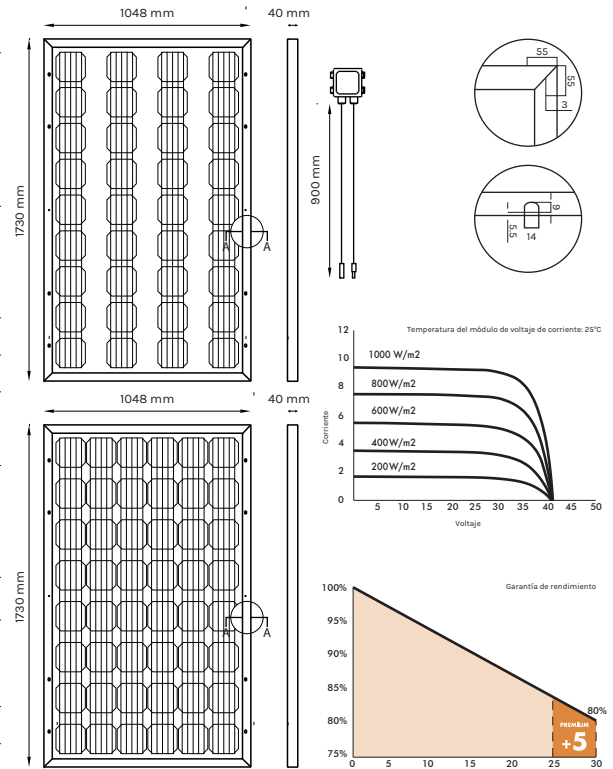 1048 mm
40 mm
1730 mm
A
A
900 mm
55
55
3
9
5,5
14
Temperatura del módulo de voltaje de corriente: 25°C
12
10
8
6
4
2
0
Corriente
1000 W/m2
800W/m2
600W/m2
400W/m2
200W/m2
5 10 15 20 25 30 35 40 45 50
Voltaje
1048 mm
40 mm
1730 mm
A
A
Garantía de rendimiento
100%
95%
90%
85%
80%
75%
80%
PREMIUM
+5
0 5 10 15 20 25 30